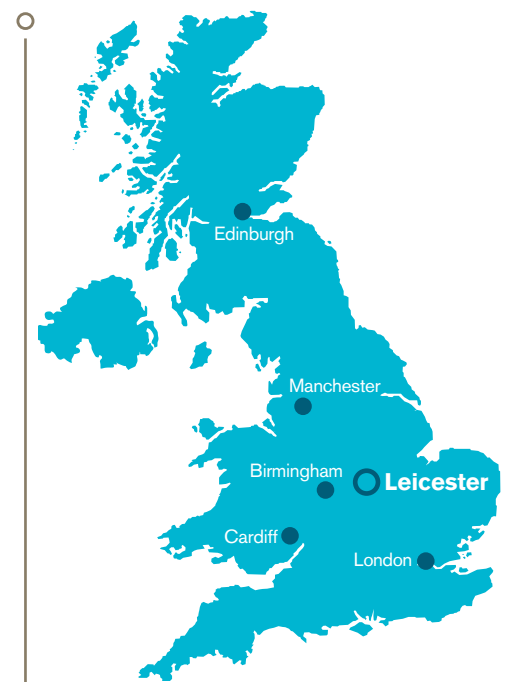 Edinburgh
Manchester
Birmingham
Leicester
Cardiff
London